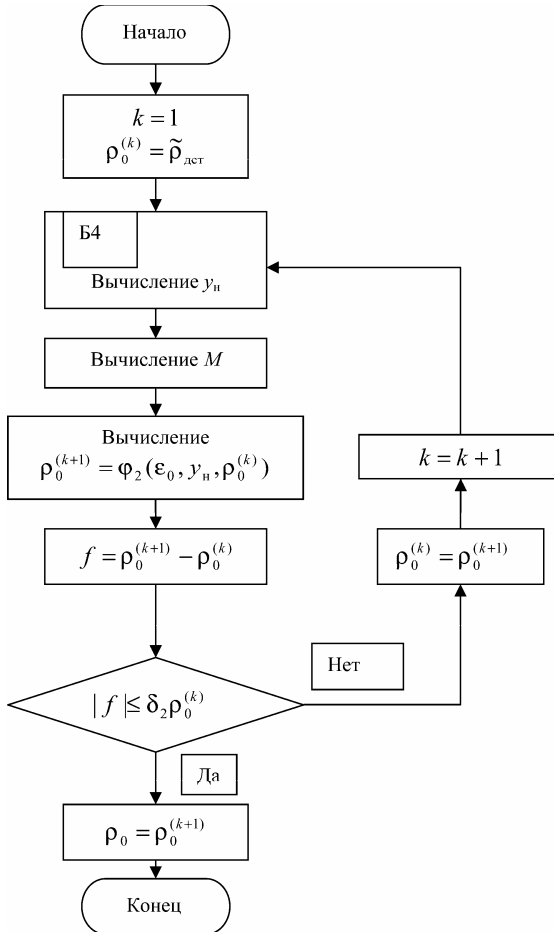 Начало
k = 1
ρ₀⁽ᵏ⁾ = ρ̃дст
Б4
Вычисление yн
Вычисление M
Вычисление
ρ₀⁽ᵏ⁺¹⁾ = φ₂(ε₀, yн, ρ₀⁽ᵏ⁾)
f = ρ₀⁽ᵏ⁺¹⁾ − ρ₀⁽ᵏ⁾
|f| ≤ δ₂ρ₀⁽ᵏ⁾
Нет
ρ₀⁽ᵏ⁾ = ρ₀⁽ᵏ⁺¹⁾
k = k + 1
Да
ρ₀ = ρ₀⁽ᵏ⁺¹⁾
Конец